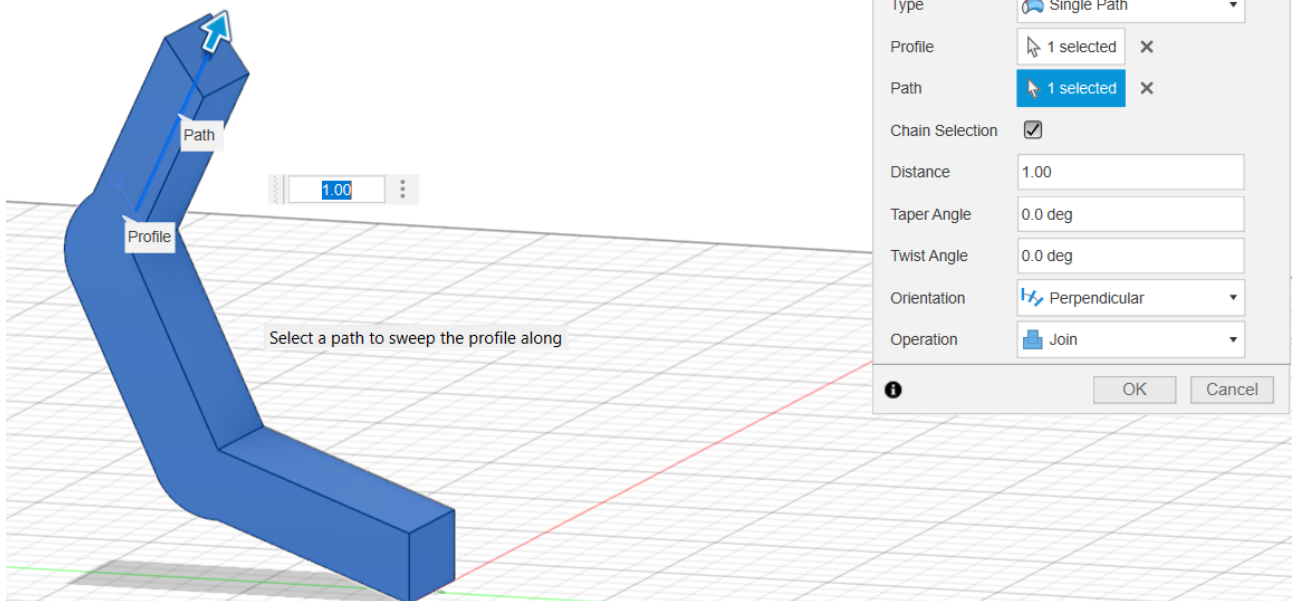 Type Single Path
Profile 1 selected
Path 1 selected
Chain Selection
Distance 1.00
Taper Angle 0.0 deg
Twist Angle 0.0 deg
Orientation Perpendicular
Operation Join
OK Cancel
Path
1.00
Profile
Select a path to sweep the profile along